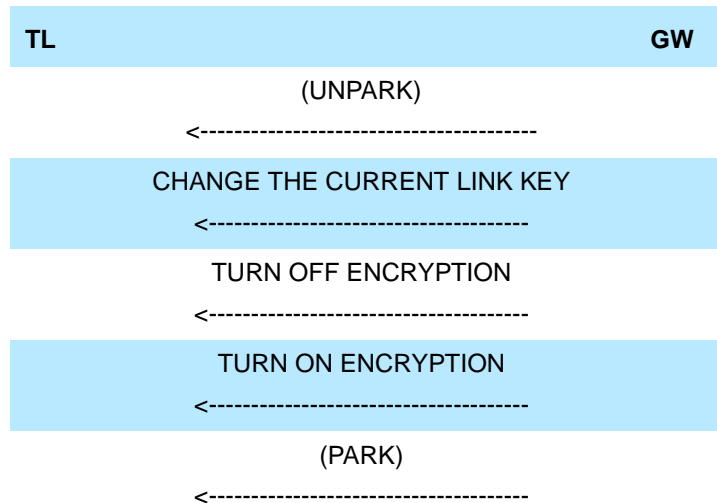 TL GW
(UNPARK)
<---------------------------------------
CHANGE THE CURRENT LINK KEY
<--------------------------------------
TURN OFF ENCRYPTION
<--------------------------------------
TURN ON ENCRYPTION
<--------------------------------------
(PARK)
<--------------------------------------